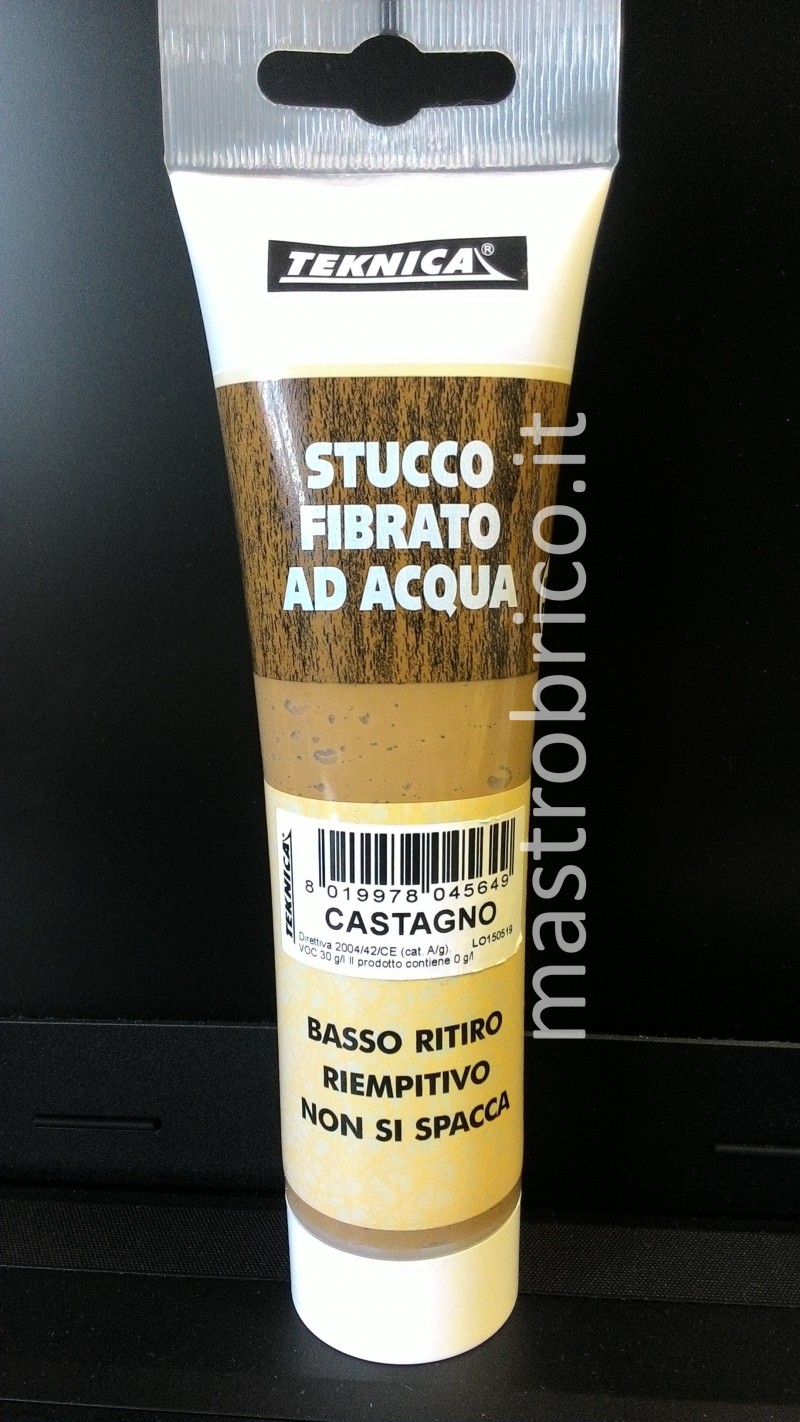 TEKNICA®
STUCCO
FIBRATO
AD ACQUA
TEKNICA
8 019978 045649
CASTAGNO
Direttiva 2004/42/CE (cat. A/g). LO150519
VOC 30 g/l Il prodotto contiene 0 g/l
BASSO RITIRO
RIEMPITIVO
NON SI SPACCA
mastrobrico.it